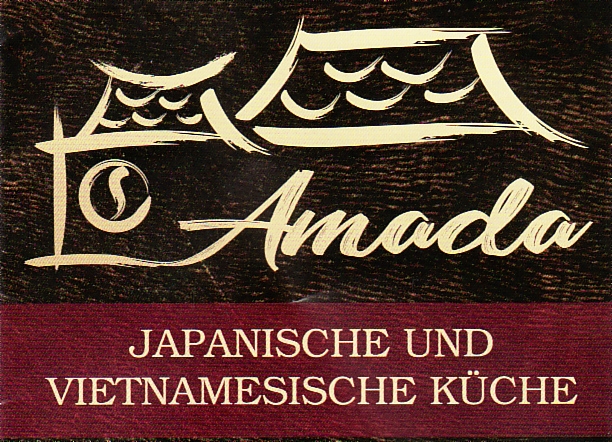 Amada
JAPANISCHE UND
VIETNAMESISCHE KÜCHE